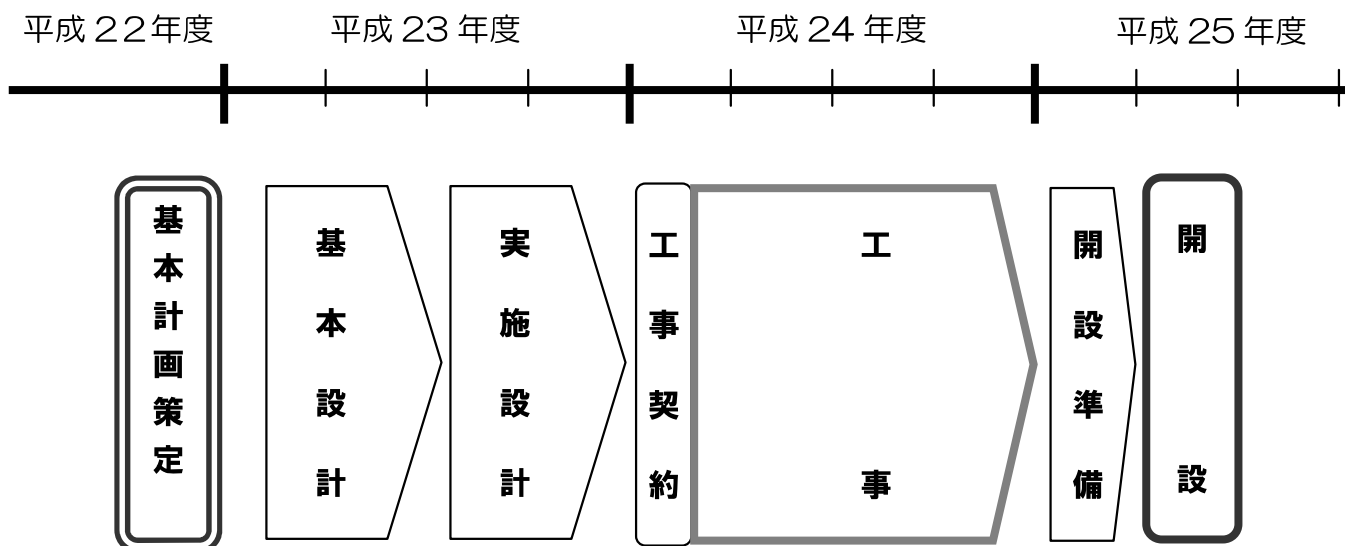 平成22年度
平成23年度
平成24年度
平成25年度
基本計画策定
基本設計
実施設計
工事契約
工事
開設準備
開設